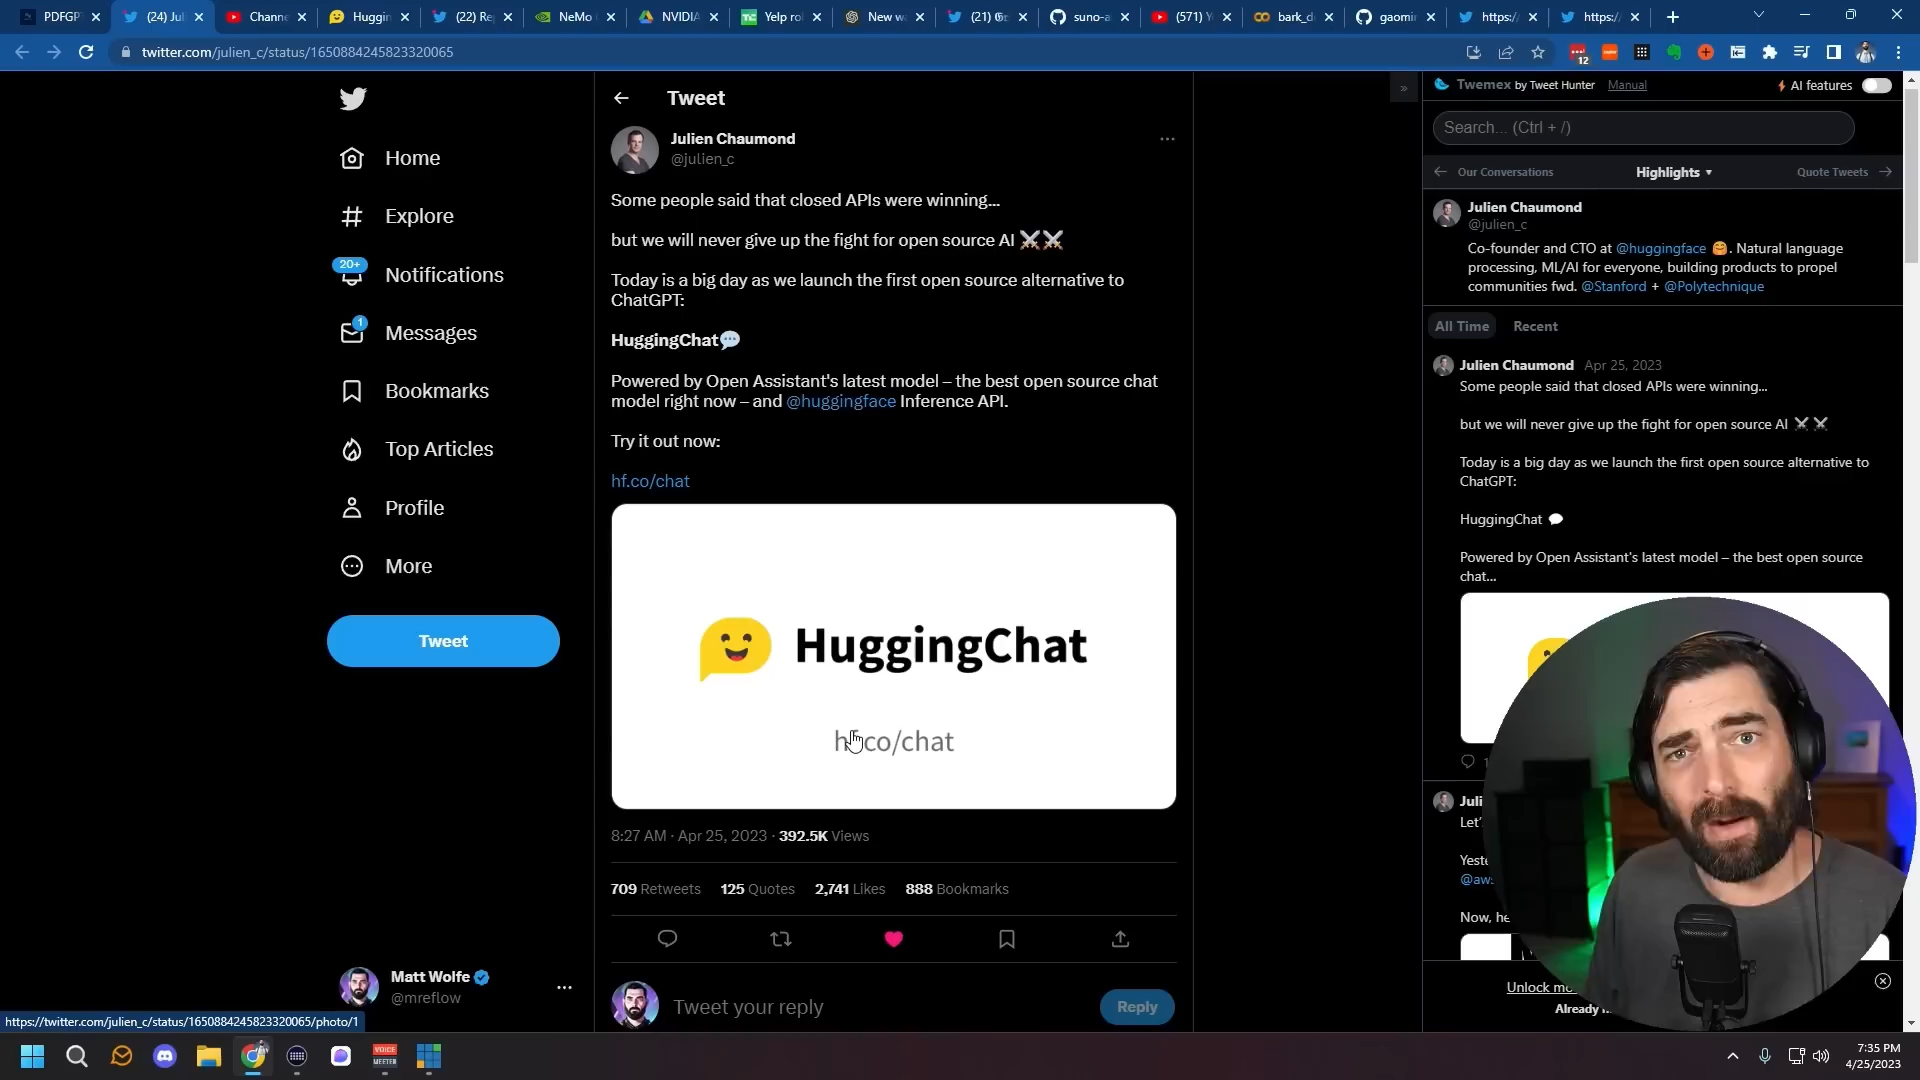 PDFGP
(24) Jul
Channe
Huggin
(22) Re
NeMo
NVIDIA
Yelp ro
New w
(21)
suno-a
(571) Y
bark_d
gaomir
https:/
https:/
twitter.com/julien_c/status/1650884245823320065
12
Home
Explore
20+
Notifications
1
Messages
Bookmarks
Top Articles
Profile
More
Tweet
Matt Wolfe
@mreflow
https://twitter.com/julien_c/status/1650884245823320065/photo/1
Tweet
Julien Chaumond
@julien_c
Some people said that closed APIs were winning...
but we will never give up the fight for open source AI ⚔️⚔️
Today is a big day as we launch the first open source alternative to
ChatGPT:
HuggingChat💬
Powered by Open Assistant's latest model – the best open source chat
model right now – and @huggingface Inference API.
Try it out now:
hf.co/chat
HuggingChat
hf.co/chat
8:27 AM · Apr 25, 2023 · 392.5K Views
709 Retweets 125 Quotes 2,741 Likes 888 Bookmarks
Tweet your reply
Reply
»
Twemex by Tweet Hunter Manual
AI features
Search... (Ctrl + /)
Our Conversations
Highlights
Quote Tweets
Julien Chaumond
@julien_c
Co-founder and CTO at @huggingface 🤗. Natural language
processing, ML/AI for everyone, building products to propel
communities fwd. @Stanford + @Polytechnique
All Time
Recent
Julien Chaumond Apr 25, 2023
Some people said that closed APIs were winning...
but we will never give up the fight for open source AI ⚔️ ⚔️
Today is a big day as we launch the first open source alternative to
ChatGPT:
HuggingChat 💬
Powered by Open Assistant's latest model – the best open source
chat...
Juli
Let'
Yeste
@aws
Now, he
Unlock mo
Already
VOICE
MEETER
7:35 PM
4/25/2023